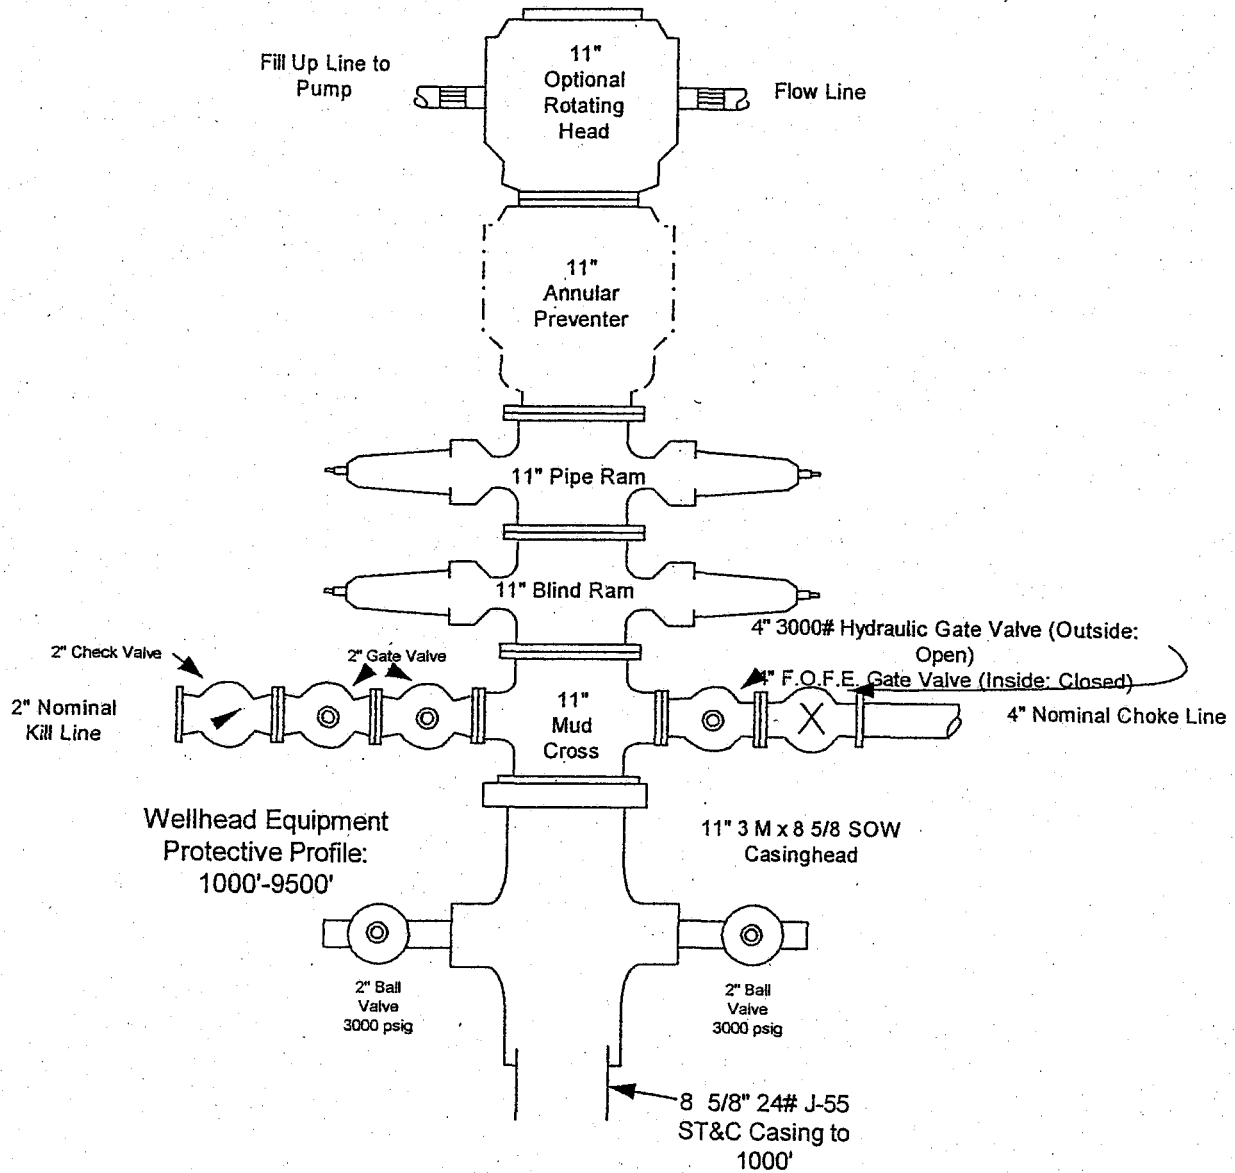 Fill Up Line to
Pump
11"
Optional
Rotating
Head
Flow Line
11"
Annular
Preventer
11" Pipe Ram
11" Blind Ram
4" 3000# Hydraulic Gate Valve (Outside:
Open)
4" F.O.F.E. Gate Valve (Inside: Closed)
2" Check Valve
2" Gate Valve
2" Nominal
Kill Line
11"
Mud
Cross
4" Nominal Choke Line
Wellhead Equipment
Protective Profile:
1000'-9500'
11" 3 M x 8 5/8 SOW
Casinghead
2" Ball
Valve
3000 psig
2" Ball
Valve
3000 psig
8 5/8" 24# J-55
ST&C Casing to
1000'